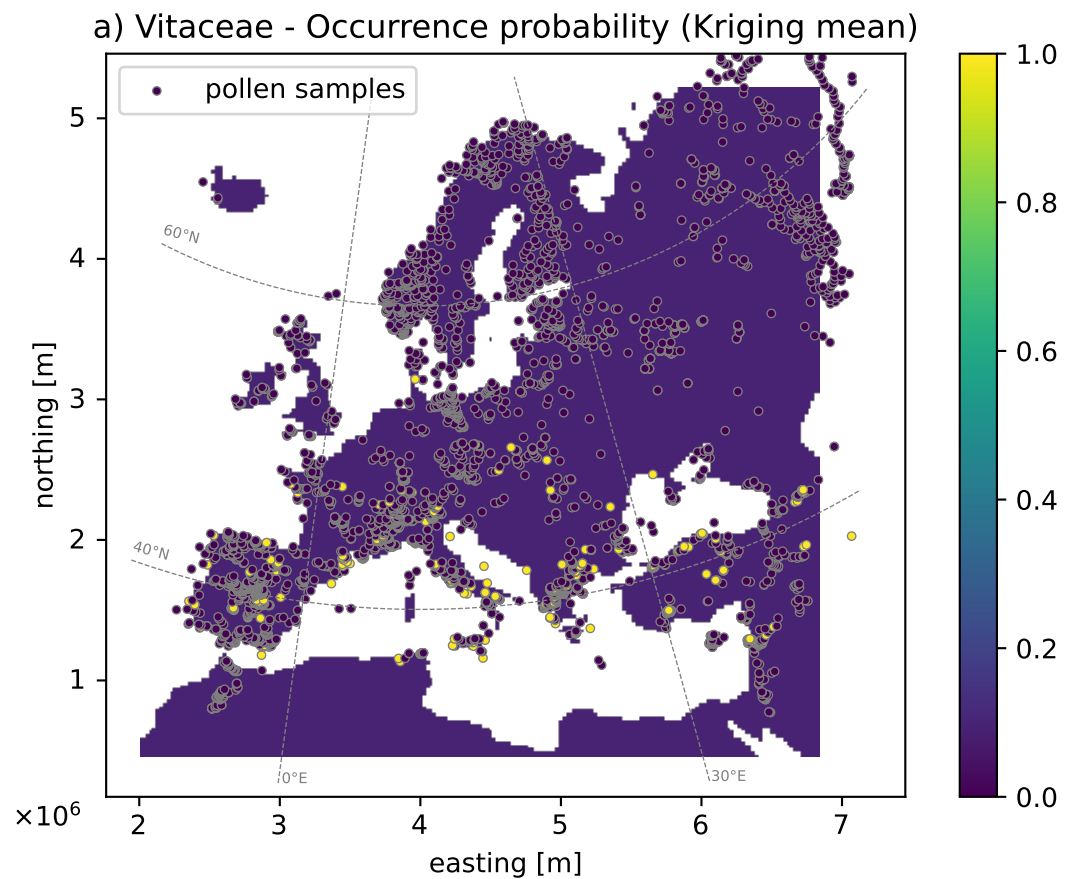 a) Vitaceae - Occurrence probability (Kriging mean)
pollen samples
60°N
40°N
0°E
30°E
5
4
3
2
1
northing [m]
×10⁶
2 3 4 5 6 7
easting [m]
1.0
0.8
0.6
0.4
0.2
0.0